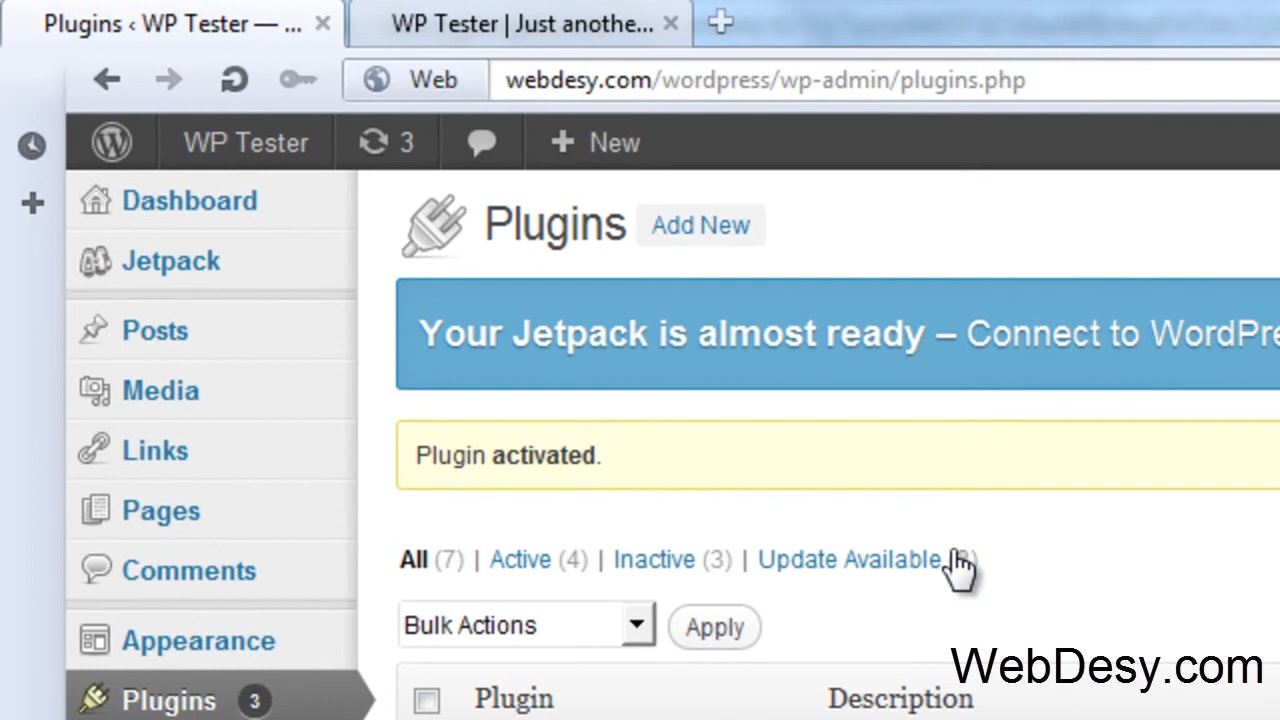 Plugins ‹ WP Tester — ...
WP Tester | Just anothe...
Web
webdesy.com/wordpress/wp-admin/plugins.php
WP Tester
3
New
Dashboard
Jetpack
Posts
Media
Links
Pages
Comments
Appearance
Plugins 3
Plugins
Add New
Your Jetpack is almost ready – Connect to
Plugin activated.
All (7) | Active (4) | Inactive (3) | Update Available
Bulk Actions
Apply
Plugin
Description
WebDesy.com